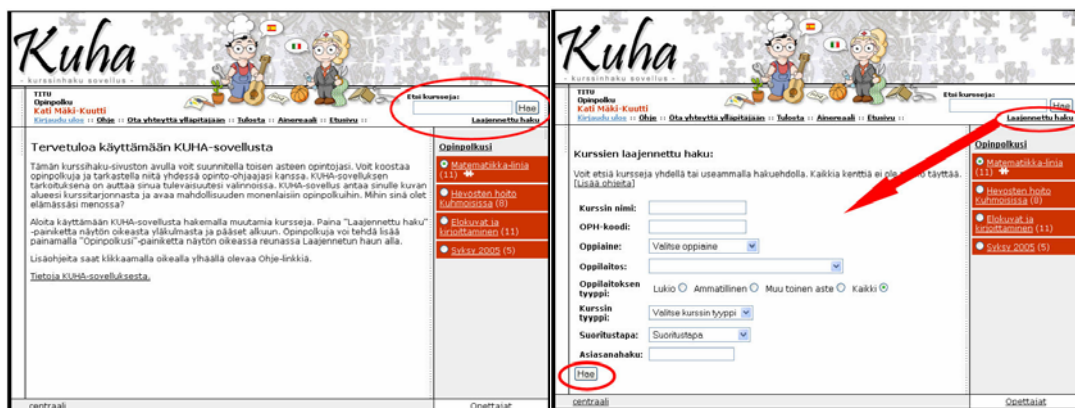 Kuha
- kurssinhaku sovellus -
TITU
Opinpolku
Kati Mäki-Kuutti
Kirjaudu ulos :: Ohje :: Ota yhteyttä ylläpitäjään :: Tulosta :: Ainereaali :: Etusivu ::
Etsi kursseja:
Hae
Laajennettu haku
Tervetuloa käyttämään KUHA-sovellusta
Tämän kurssihaku-sivuston avulla voit suunnitella toisen asteen opintojasi. Voit koostaa
opinpolkuja ja tarkastella niitä yhdessä opinto-ohjaajasi kanssa. KUHA-sovelluksen
tarkoituksena on auttaa sinua tulevaisuutesi valinnoissa. KUHA-sovellus antaa sinulle kuvan
alueesi kurssitarjonnasta ja avaa mahdollisuuden monenlaisiin opinpolkuihin. Mihin sinä olet
elämässäsi menossa?
Aloita käyttämään KUHA-sovellusta hakemalla muutamia kursseja. Paina "Laajennettu haku"
-painiketta näytön oikeasta yläkulmasta ja pääset alkuun. Opinpolkuja voi tehdä lisää
painamalla "Opinpolkusi"-painiketta näytön oikeassa reunassa Laajennetun haun alla.
Lisäohjeita saat klikkaamalla oikealla ylhäällä olevaa Ohje-linkkiä.
Tietoja KUHA-sovelluksesta.
Opinpolkusi
Matematiikka-linja
(11)
Hevosten hoito
Kuhmoisissa (8)
Elokuvat ja
kirjoittaminen (11)
Syksy 2005 (5)
centraali
Opettajat
Kuha
- kurssinhaku sovellus -
TITU
Opinpolku
Kati Mäki-Kuutti
Kirjaudu ulos :: Ohje :: Ota yhteyttä ylläpitäjään :: Tulosta :: Ainereaali :: Etusivu ::
Etsi kursseja:
Hae
Laajennettu haku
Kurssien laajennettu haku:
Voit etsiä kursseja yhdellä tai useammalla hakuehdolla. Kaikkia kenttiä ei ole täyttää.
[Lisää ohjeita]
Kurssin nimi:
OPH-koodi:
Oppiaine: Valitse oppiaine
Oppilaitos:
Oppilaitoksen
tyyppi: Lukio Ammatillinen Muu toinen aste Kaikki
Kurssin
tyyppi: Valitse kurssin tyyppi
Suoritustapa: Suoritustapa
Asiasanahaku:
Hae
Opinpolkusi
Matematiikka-linja
(11)
Hevosten hoito
Kuhmoisissa (8)
Elokuvat ja
kirjoittaminen (11)
Syksy 2005 (5)
centraali
Opettajat